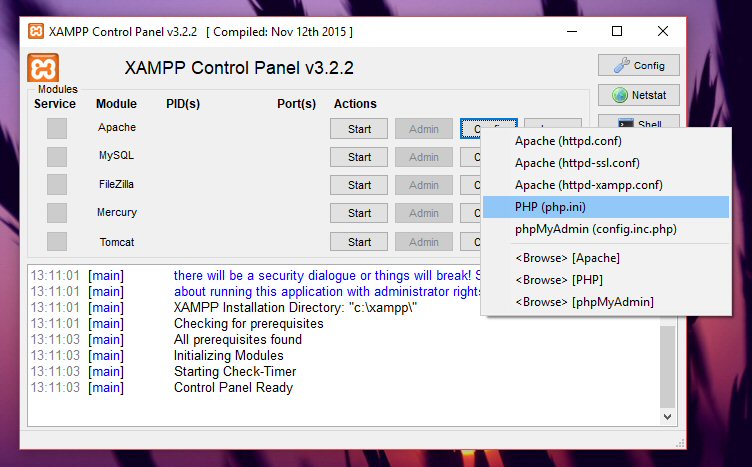 XAMPP Control Panel v3.2.2 [ Compiled: Nov 12th 2015 ]
XAMPP Control Panel v3.2.2
Config
Modules
Service Module PID(s) Port(s) Actions
Netstat
Apache Start Admin
Shell
MySQL Start Admin
FileZilla Start Admin
Mercury Start Admin
Tomcat Start Admin
Apache (httpd.conf)
Apache (httpd-ssl.conf)
Apache (httpd-xampp.conf)
PHP (php.ini)
phpMyAdmin (config.inc.php)
<Browse> [Apache]
<Browse> [PHP]
<Browse> [phpMyAdmin]
13:11:01 [main] there will be a security dialogue or things will break! S
13:11:01 [main] about running this application with administrator rights
13:11:01 [main] XAMPP Installation Directory: "c:\xampp\"
13:11:01 [main] Checking for prerequisites
13:11:03 [main] All prerequisites found
13:11:03 [main] Initializing Modules
13:11:03 [main] Starting Check-Timer
13:11:03 [main] Control Panel Ready